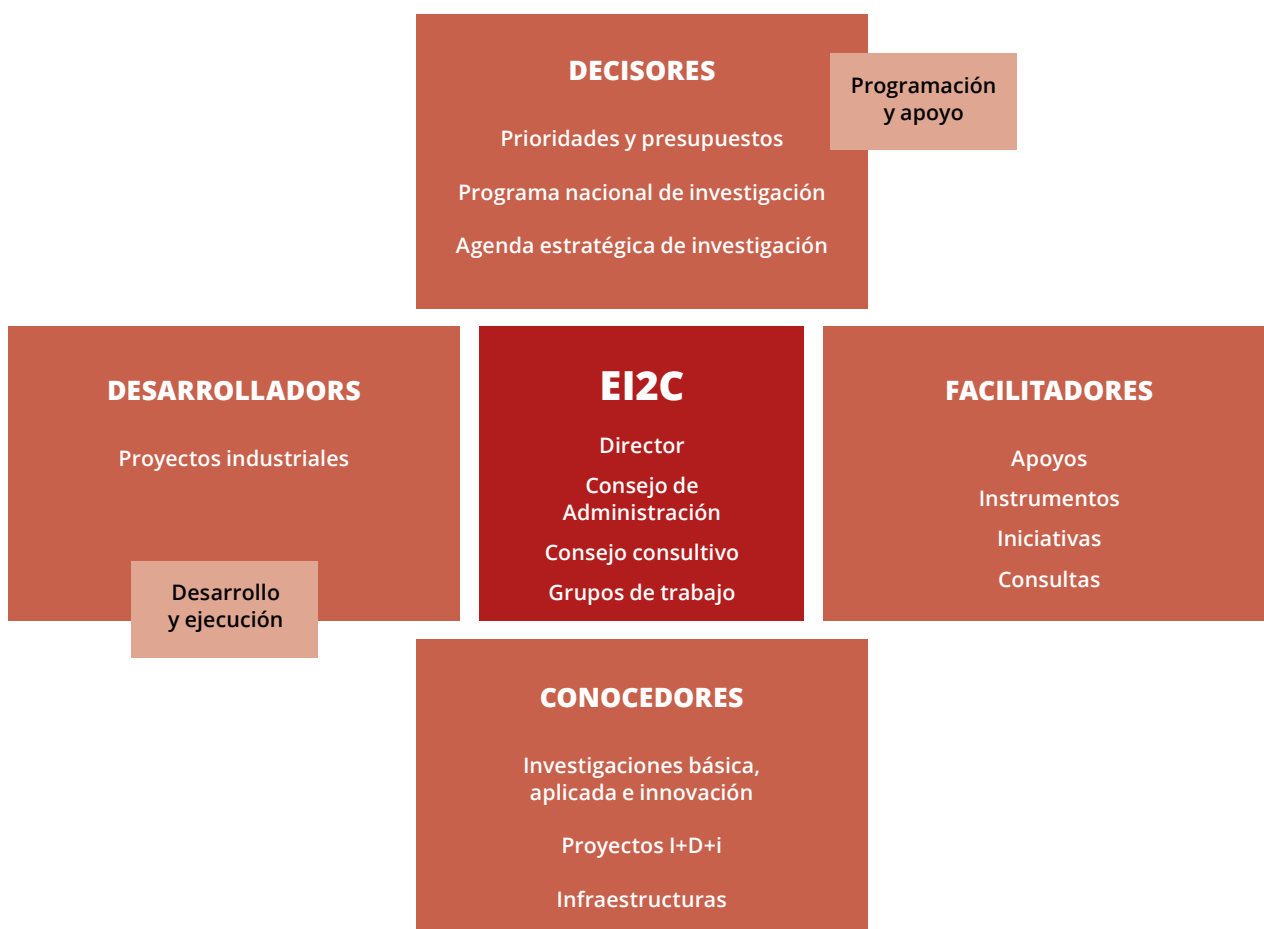 DECISORES
Prioridades y presupuestos
Programa nacional de investigación
Agenda estratégica de investigación
Programación
y apoyo
DESARROLLADORS
Proyectos industriales
Desarrollo
y ejecución
EI2C
Director
Consejo de
Administración
Consejo consultivo
Grupos de trabajo
FACILITADORES
Apoyos
Instrumentos
Iniciativas
Consultas
CONOCEDORES
Investigaciones básica,
aplicada e innovación
Proyectos I+D+i
Infraestructuras